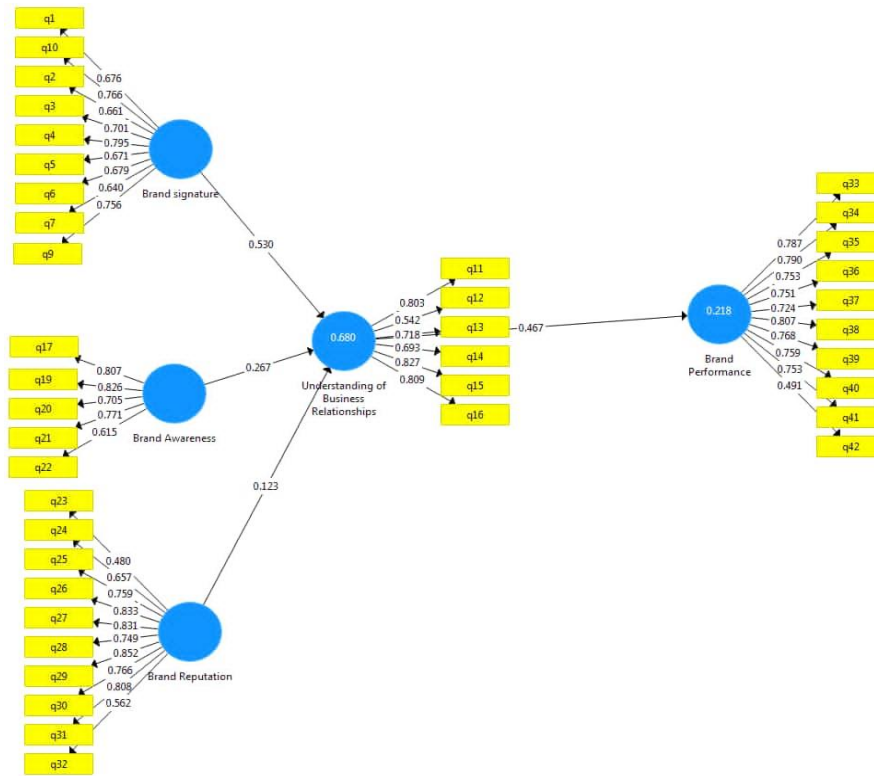 q1
q10
q2
q3
q4
q5
q6
q7
q9
0.676
0.766
0.661
0.701
0.795
0.671
0.679
0.640
0.756
Brand signature
0.530
q17
q19
q20
q21
q22
0.807
0.826
0.705
0.771
0.615
Brand Awareness
0.267
q23
q24
q25
q26
q27
q28
q29
q30
q31
q32
0.480
0.657
0.759
0.833
0.831
0.749
0.852
0.766
0.808
0.562
Brand Reputation
0.123
0.680
Understanding of
Business
Relationships
0.803
0.542
0.718
0.693
0.827
0.809
q11
q12
q13
q14
q15
q16
0.467
0.218
Brand
Performance
0.787
0.790
0.753
0.751
0.724
0.807
0.768
0.759
0.753
0.491
q33
q34
q35
q36
q37
q38
q39
q40
q41
q42